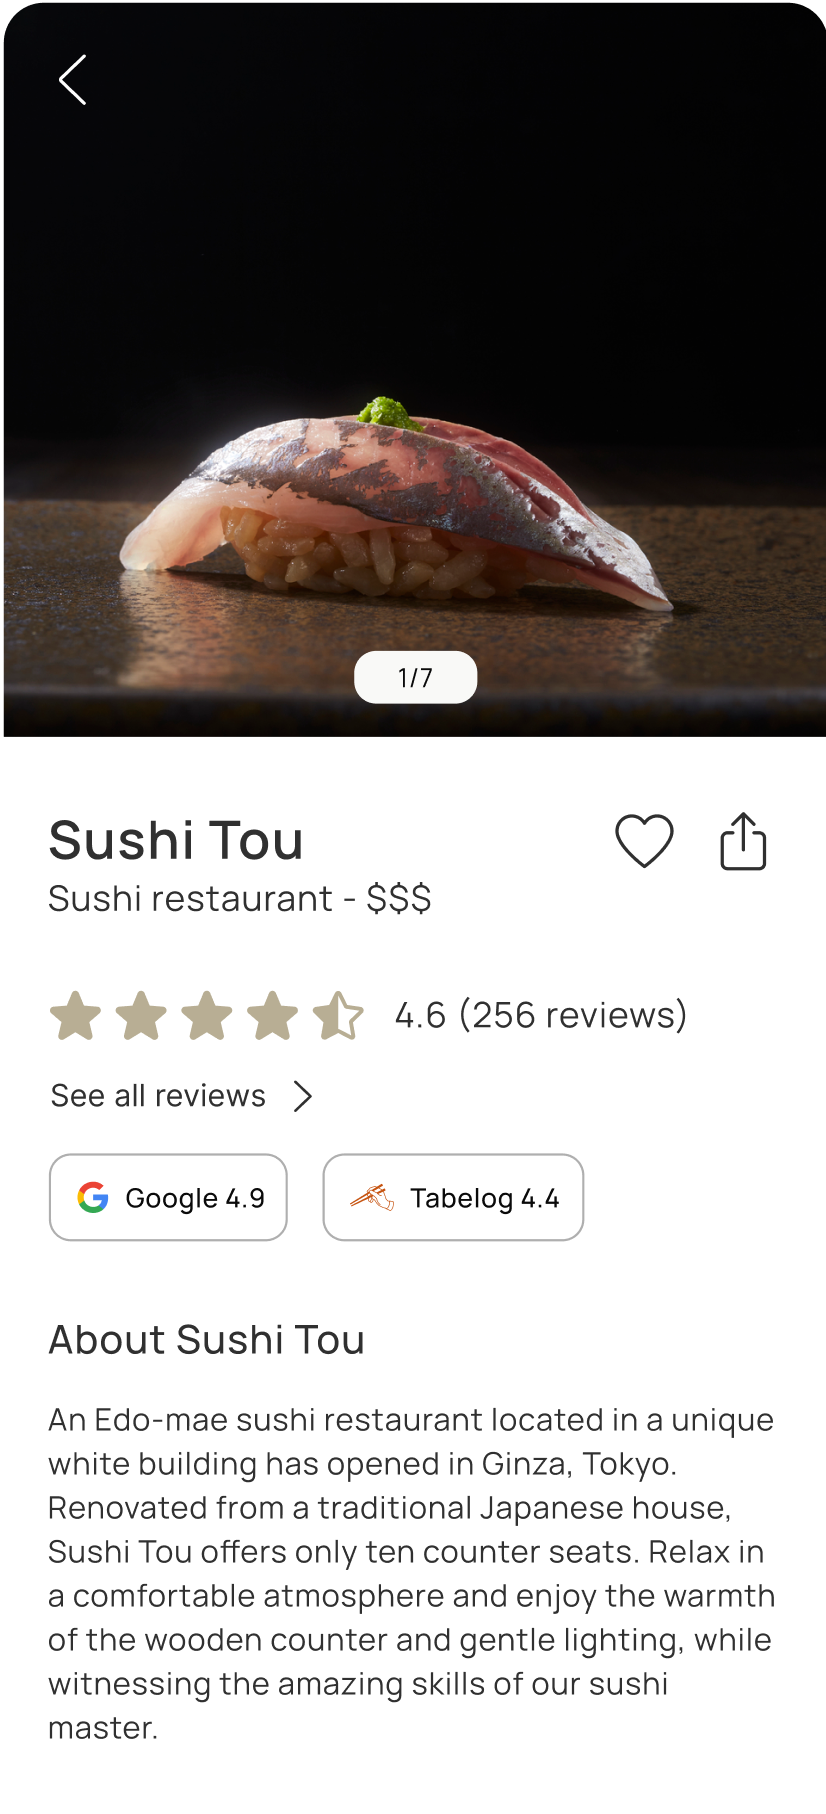 1/7
Sushi Tou
Sushi restaurant - $$$
4.6 (256 reviews)
See all reviews
Google 4.9
Tabelog 4.4
About Sushi Tou
An Edo-mae sushi restaurant located in a unique
white building has opened in Ginza, Tokyo.
Renovated from a traditional Japanese house,
Sushi Tou offers only ten counter seats. Relax in
a comfortable atmosphere and enjoy the warmth
of the wooden counter and gentle lighting, while
witnessing the amazing skills of our sushi
master.